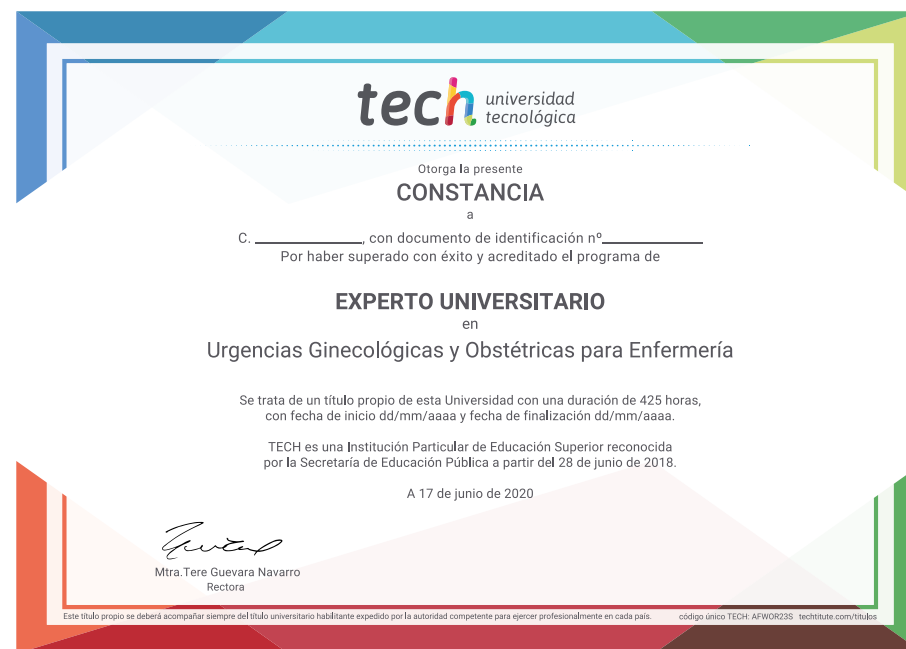 tech universidad
tecnológica
Otorga la presente
CONSTANCIA
a
C. ____________, con documento de identificación nº____________
Por haber superado con éxito y acreditado el programa de
EXPERTO UNIVERSITARIO
en
Urgencias Ginecológicas y Obstétricas para Enfermería
Se trata de un título propio de esta Universidad con una duración de 425 horas,
con fecha de inicio dd/mm/aaaa y fecha de finalización dd/mm/aaaa.
TECH es una Institución Particular de Educación Superior reconocida
por la Secretaría de Educación Pública a partir del 28 de junio de 2018.
A 17 de junio de 2020
Mtra.Tere Guevara Navarro
Rectora
Este título propio se deberá acompañar siempre del título universitario habilitante expedido por la autoridad competente para ejercer profesionalmente en cada país. código único TECH: AFWOR23S techtitute.com/titulos